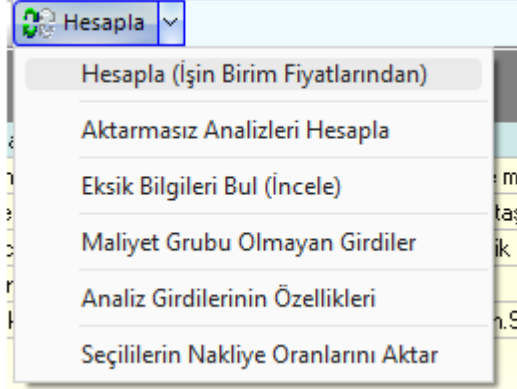 Hesapla
Hesapla (İşin Birim Fiyatlarından)
Aktarmasız Analizleri Hesapla
Eksik Bilgileri Bul (İncele)
Maliyet Grubu Olmayan Girdiler
Analiz Girdilerinin Özellikleri
Seçililerin Nakliye Oranlarını Aktar